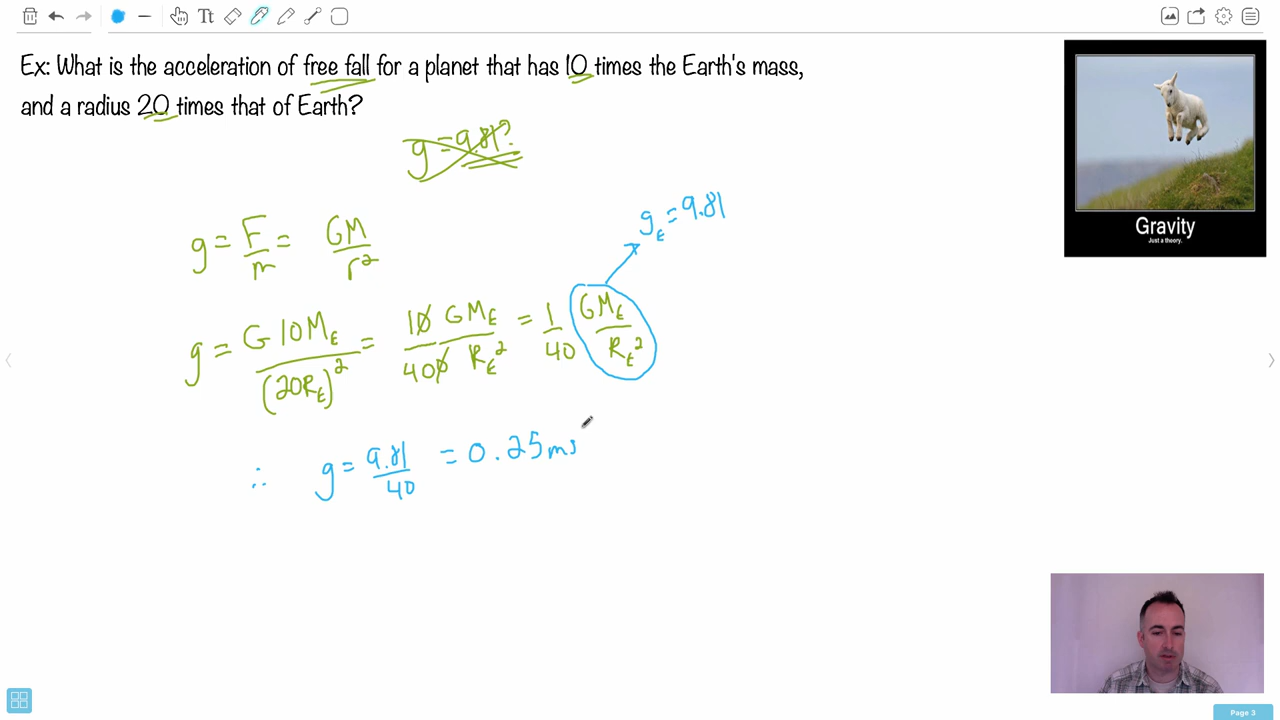 Tt
Ex: What is the acceleration of free fall for a planet that has 10 times the Earth's mass,
and a radius 20 times that of Earth?
g = 9.81?
g_E = 9.81
g = F/m = GM/r²
g = G 10M_E/(20R_E)² = 10 GM_E/400 R_E² = 1/40 GM_E/R_E²
∴ g = 9.81/40 = 0.25ms
Gravity
Just a theory.
Page 3